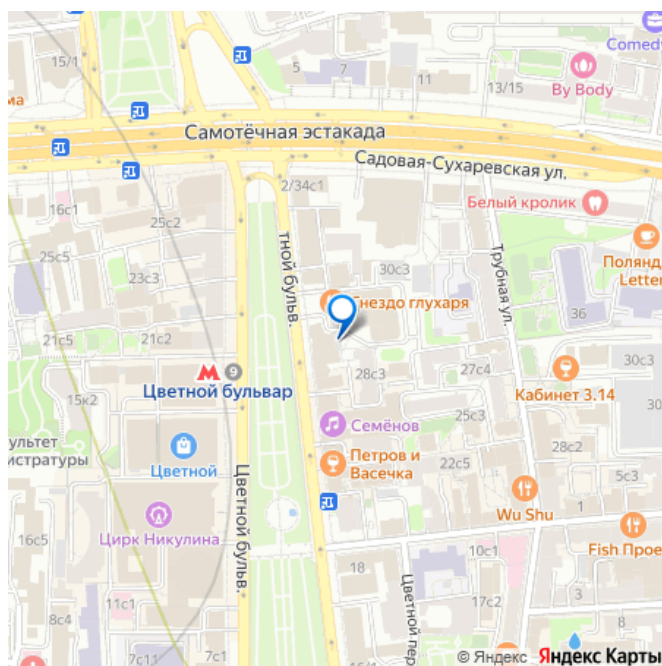 15/1
5
7
11
13/15
Comedy
By Body
ма
Самотёчная эстакада
Садовая-Сухаревская ул.
2/34с1
16с1
25с2
Белый кролик
Трубная ул.
тной бульв.
25с5
23с3
30с3
Полянд
Letter
Гнездо глухаря
36
21с5
21с2
М
9
Цветной бульвар
28с3
27с4
30с3
15к2
Кабинет 3.14
25с3
Семёнов
ультет
истратуры
Цветной
28с2
Петров и
Васечка
22с5
5с3
Цветной бульв.
Wu Shu
1
Цирк Никулина
16с5
10с1
Fish Прое
18
Цветной пер
11с1
17с2
8с4
7с1
7с11
© Яндекс Яндекс Карты